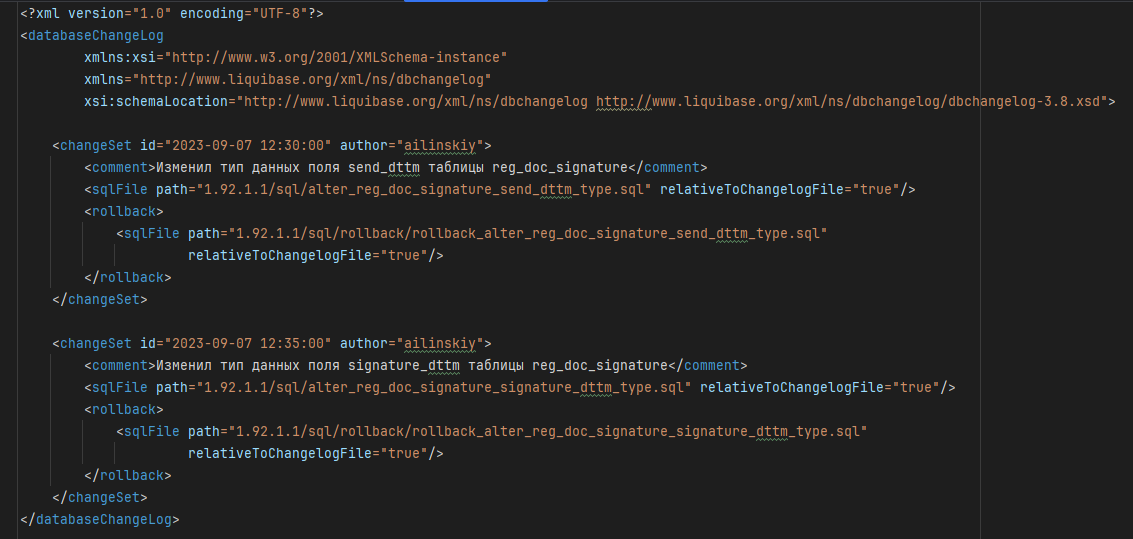 <?xml version="1.0" encoding="UTF-8"?>
<databaseChangeLog
        xmlns:xsi="http://www.w3.org/2001/XMLSchema-instance"
        xmlns="http://www.liquibase.org/xml/ns/dbchangelog"
        xsi:schemaLocation="http://www.liquibase.org/xml/ns/dbchangelog http://www.liquibase.org/xml/ns/dbchangelog/dbchangelog-3.8.xsd">

    <changeSet id="2023-09-07 12:30:00" author="ailinskiy">
        <comment>Изменил тип данных поля send_dttm таблицы reg_doc_signature</comment>
        <sqlFile path="1.92.1.1/sql/alter_reg_doc_signature_send_dttm_type.sql" relativeToChangelogFile="true"/>
        <rollback>
            <sqlFile path="1.92.1.1/sql/rollback/rollback_alter_reg_doc_signature_send_dttm_type.sql"
                     relativeToChangelogFile="true"/>
        </rollback>
    </changeSet>

    <changeSet id="2023-09-07 12:35:00" author="ailinskiy">
        <comment>Изменил тип данных поля signature_dttm таблицы reg_doc_signature</comment>
        <sqlFile path="1.92.1.1/sql/alter_reg_doc_signature_signature_dttm_type.sql" relativeToChangelogFile="true"/>
        <rollback>
            <sqlFile path="1.92.1.1/sql/rollback/rollback_alter_reg_doc_signature_signature_dttm_type.sql"
                     relativeToChangelogFile="true"/>
        </rollback>
    </changeSet>
</databaseChangeLog>